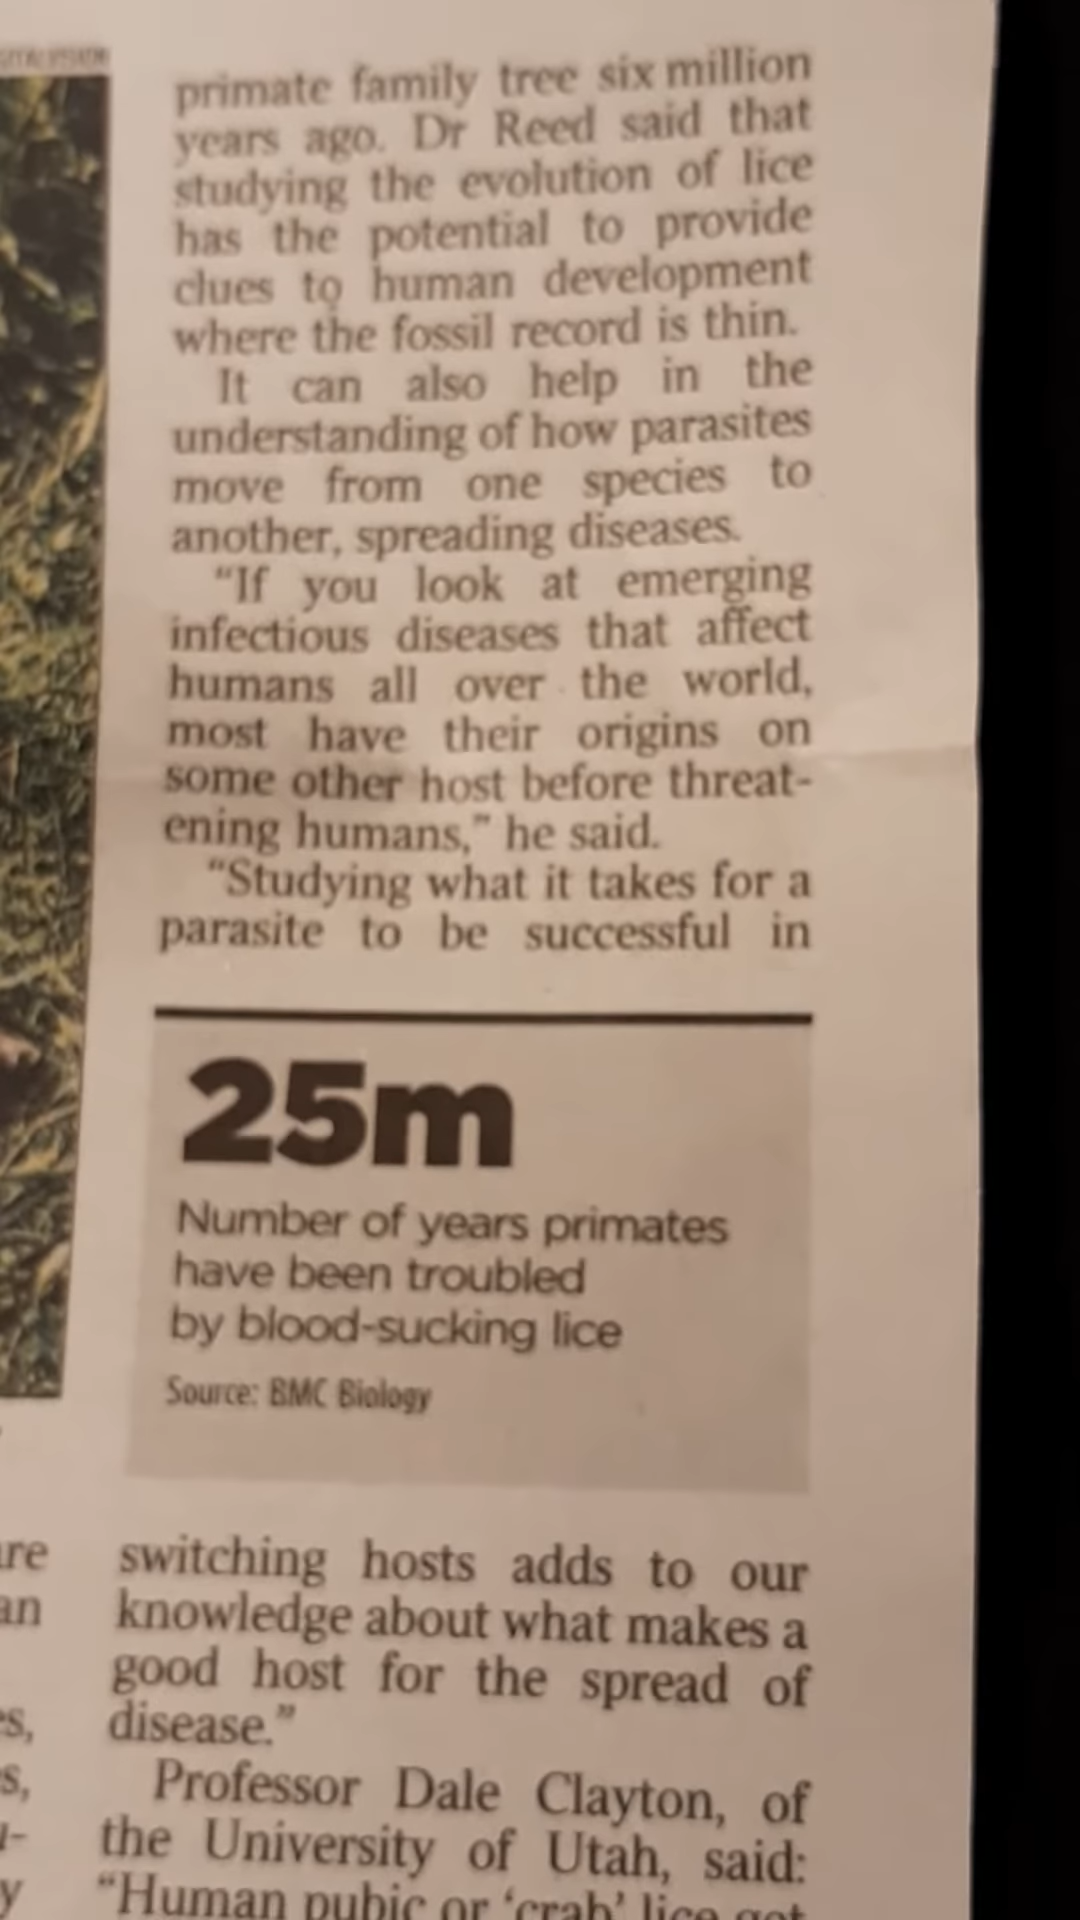 primate family tree six million
years ago. Dr Reed said that
studying the evolution of lice
has the potential to provide
clues to human development
where the fossil record is thin.
It can also help in the
understanding of how parasites
move from one species to
another, spreading diseases.
“If you look at emerging
infectious diseases that affect
humans all over the world,
most have their origins on
some other host before threat-
ening humans,” he said.
“Studying what it takes for a
parasite to be successful in
25m
Number of years primates
have been troubled
by blood-sucking lice
Source: BMC Biology
switching hosts adds to our
knowledge about what makes a
good host for the spread of
disease.”
Professor Dale Clayton, of
the University of Utah, said:
“Human pubic or ‘crab’ lice got